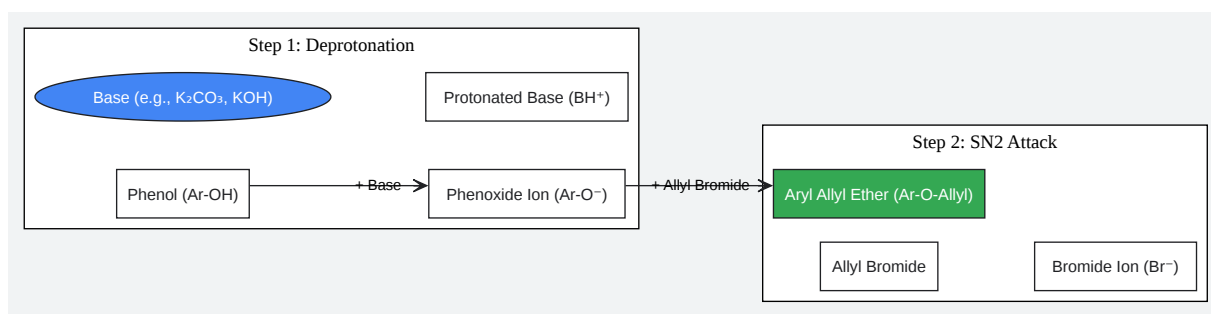 Step 1: Deprotonation
Base (e.g., K₂CO₃, KOH)
Protonated Base (BH⁺)
Phenol (Ar-OH)
+ Base
Phenoxide Ion (Ar-O⁻)
+ Allyl Bromide
Step 2: SN2 Attack
Aryl Allyl Ether (Ar-O-Allyl)
Allyl Bromide
Bromide Ion (Br⁻)